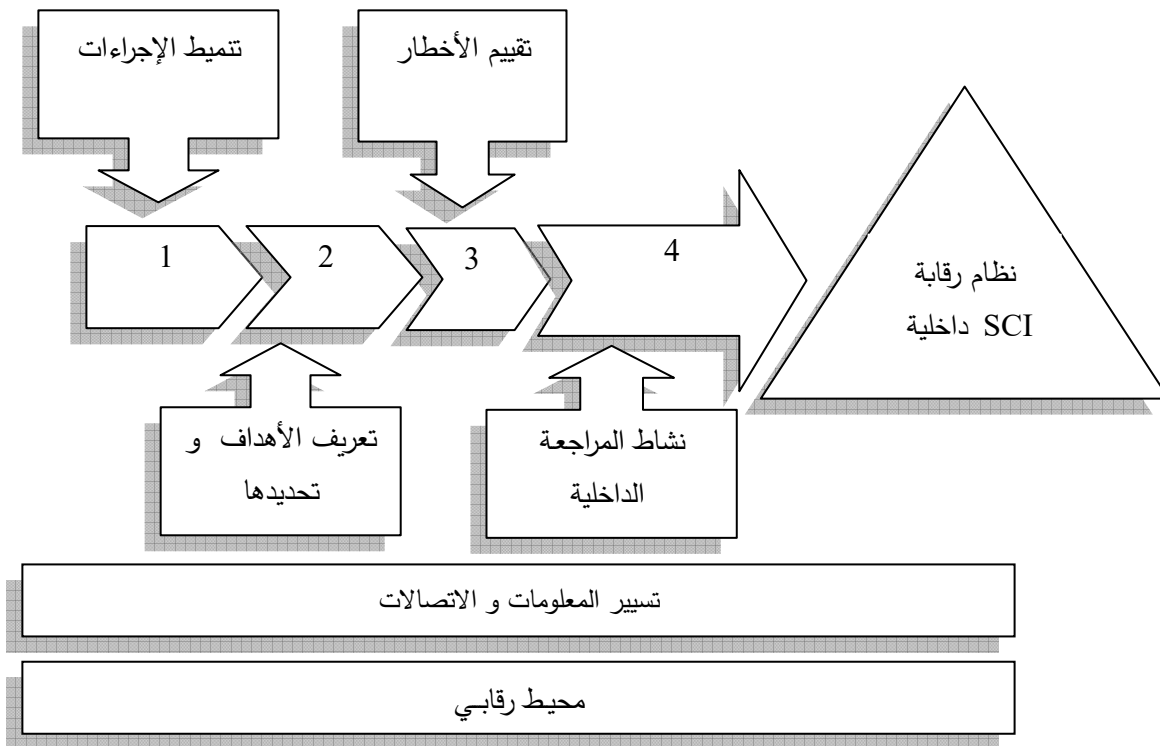 تنميط الإجراءات
تقييم الأخطار
1
2
3
4
نظام رقابة
داخلية SCI
تعريف الأهداف و
تحديدها
نشاط المراجعة
الداخلية
تسيير المعلومات و الاتصالات
محيط رقابي